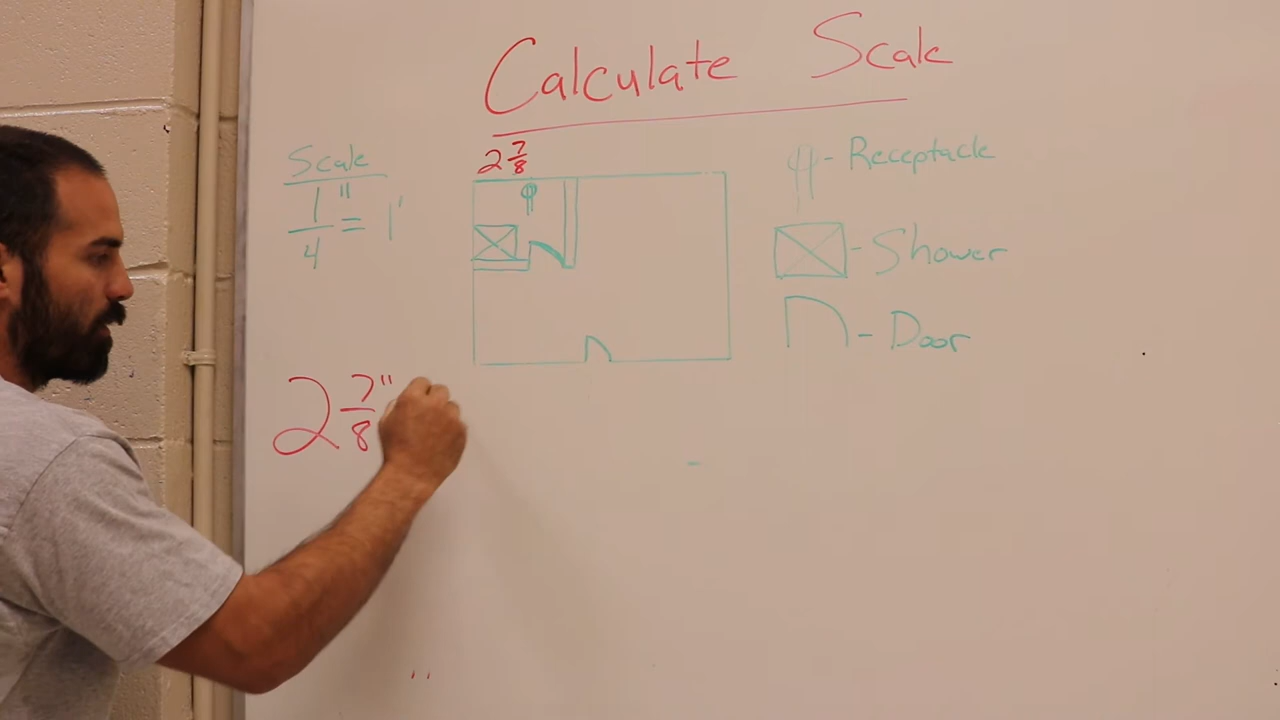 Calculate Scale
Scale
1" / 4 = 1'
2 7/8
- Receptacle
- Shower
- Door
2 7/8"